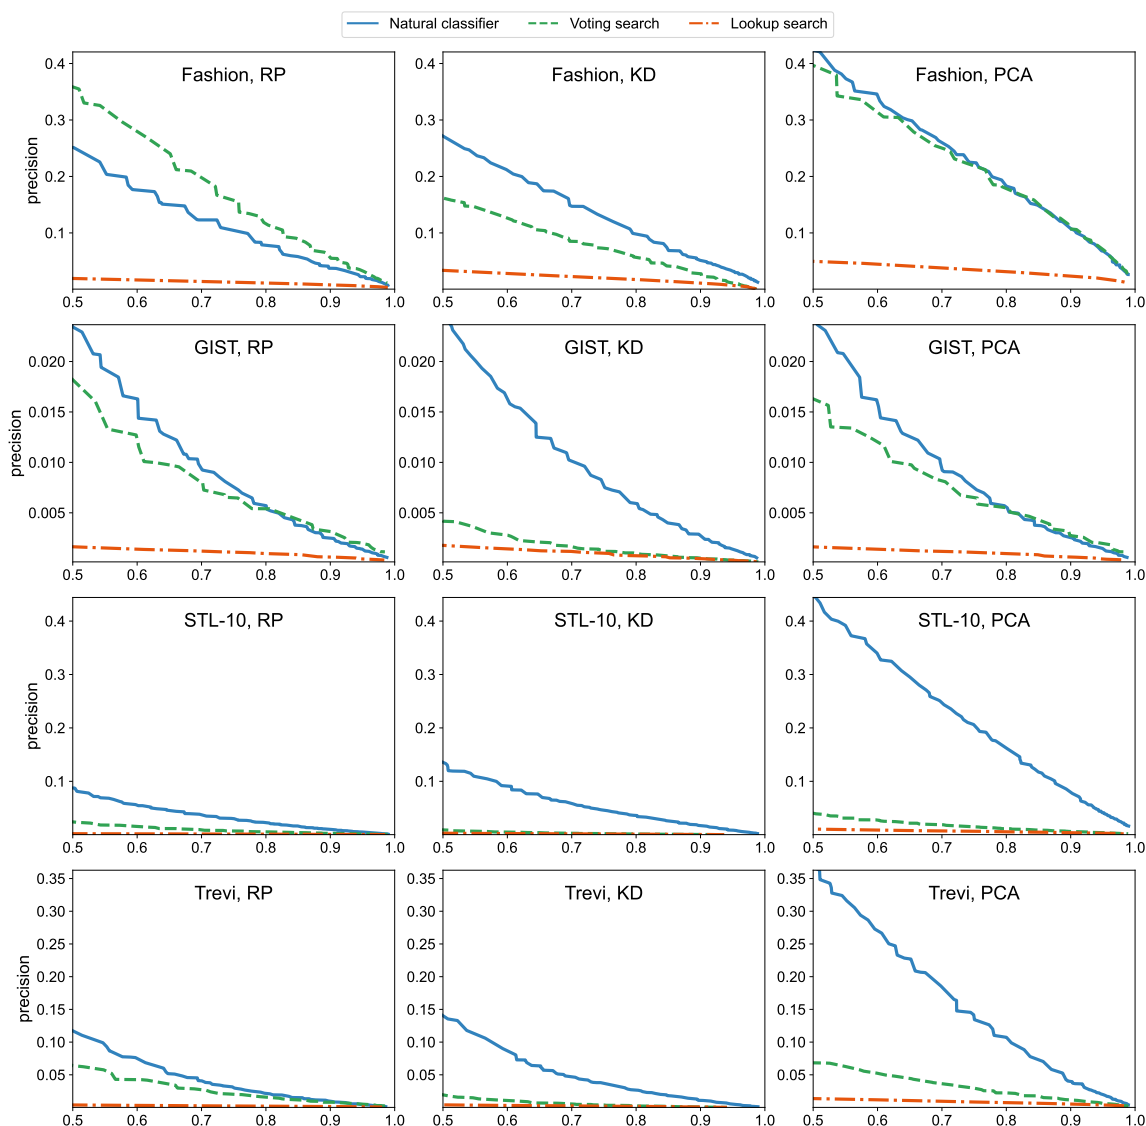 Natural classifier Voting search Lookup search
Fashion, RP Fashion, KD Fashion, PCA
precision
0.4 0.3 0.2 0.1
0.4 0.3 0.2 0.1
0.4 0.3 0.2 0.1
0.5 0.6 0.7 0.8 0.9 1.0
0.5 0.6 0.7 0.8 0.9 1.0
0.5 0.6 0.7 0.8 0.9 1.0
GIST, RP GIST, KD GIST, PCA
precision
0.020 0.015 0.010 0.005
0.020 0.015 0.010 0.005
0.020 0.015 0.010 0.005
0.5 0.6 0.7 0.8 0.9 1.0
0.5 0.6 0.7 0.8 0.9 1.0
0.5 0.6 0.7 0.8 0.9 1.0
STL-10, RP STL-10, KD STL-10, PCA
precision
0.4 0.3 0.2 0.1
0.4 0.3 0.2 0.1
0.4 0.3 0.2 0.1
0.5 0.6 0.7 0.8 0.9 1.0
0.5 0.6 0.7 0.8 0.9 1.0
0.5 0.6 0.7 0.8 0.9 1.0
Trevi, RP Trevi, KD Trevi, PCA
precision
0.35 0.30 0.25 0.20 0.15 0.10 0.05
0.35 0.30 0.25 0.20 0.15 0.10 0.05
0.35 0.30 0.25 0.20 0.15 0.10 0.05
0.5 0.6 0.7 0.8 0.9 1.0
0.5 0.6 0.7 0.8 0.9 1.0
0.5 0.6 0.7 0.8 0.9 1.0